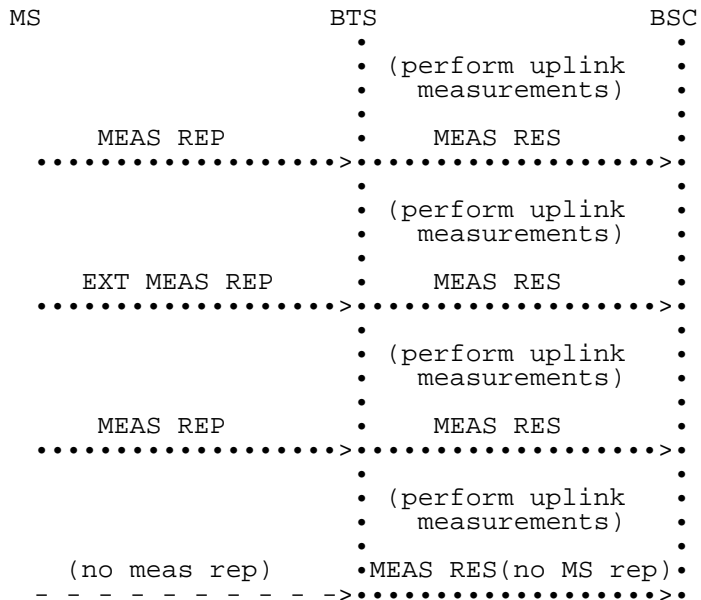 MS BTS BSC
(perform uplink
measurements)
MEAS REP MEAS RES
(perform uplink
measurements)
EXT MEAS REP MEAS RES
(perform uplink
measurements)
MEAS REP MEAS RES
(perform uplink
measurements)
(no meas rep) MEAS RES(no MS rep)